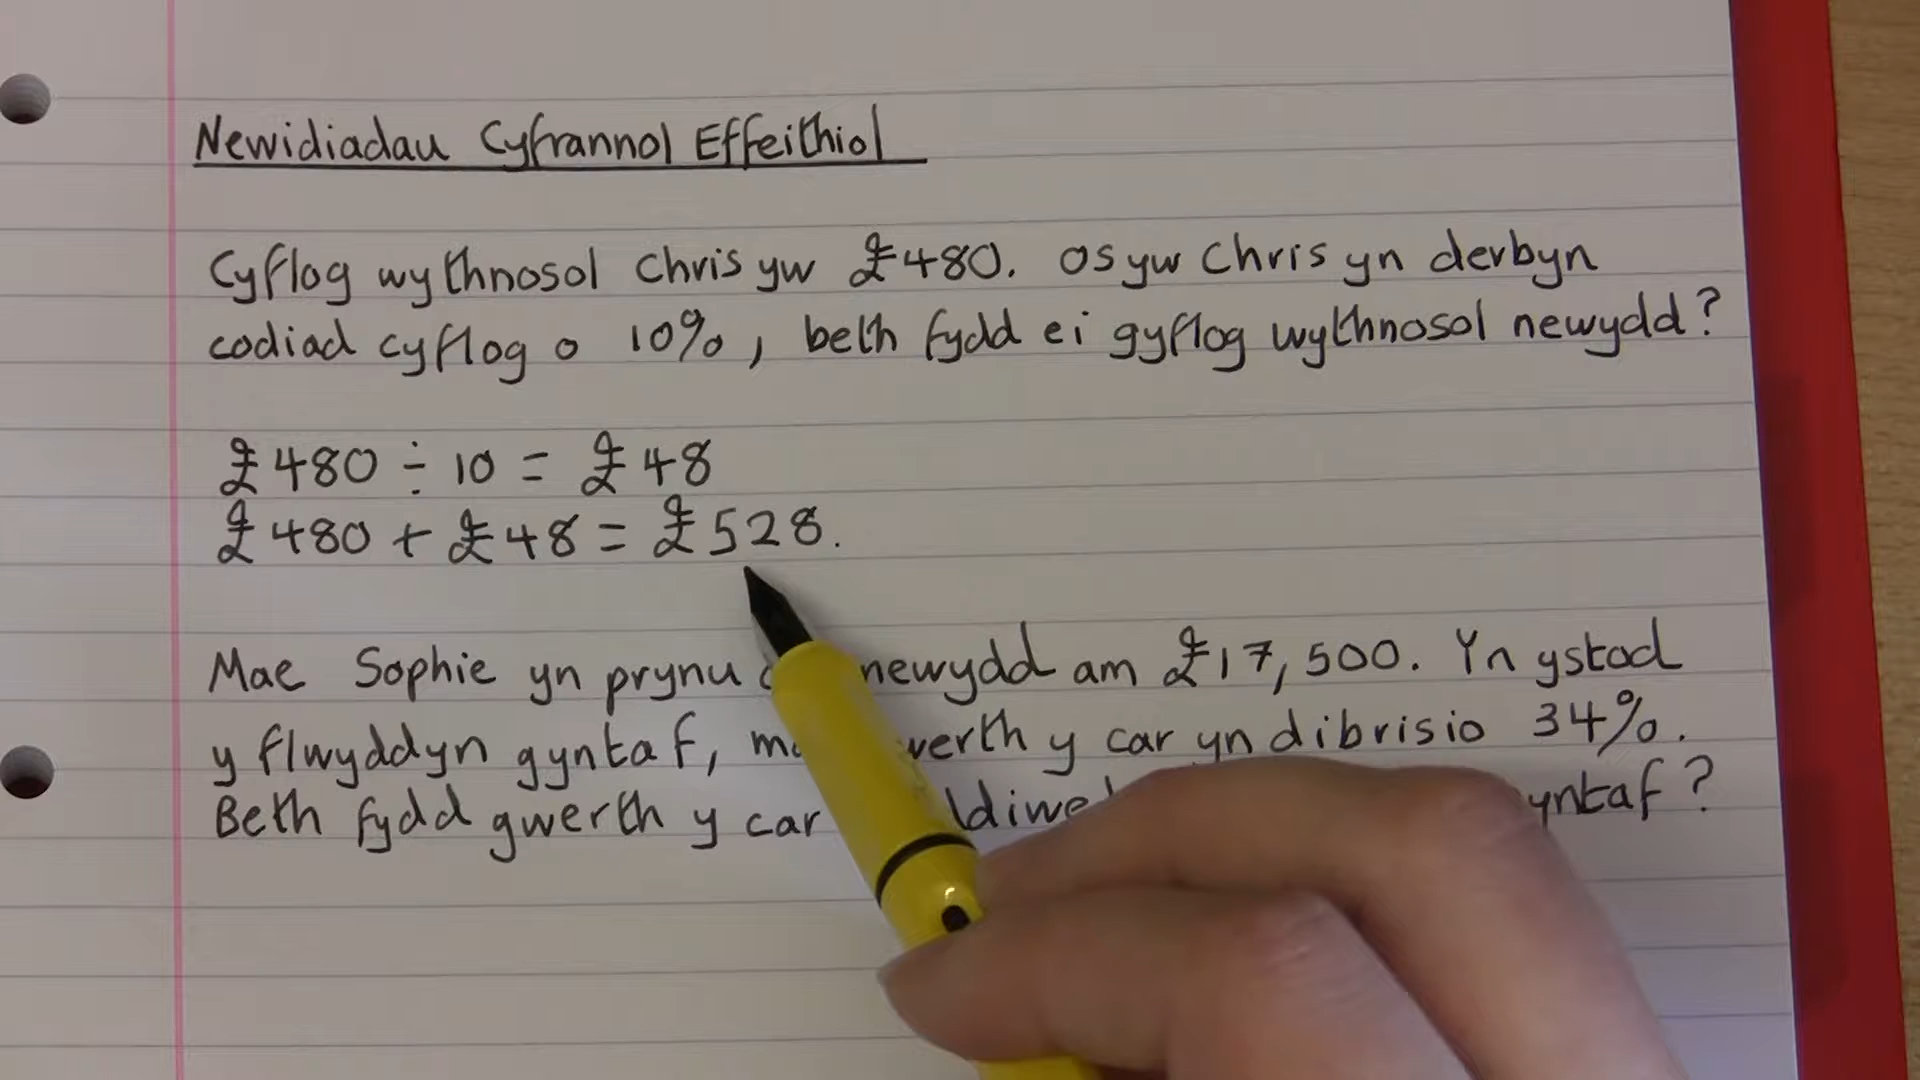 Newidiadau Cyfrannol Effeithiol
Cyflog wythnosol Chris yw £480. Os yw Chris yn derbyn
codiad cyflog o 10%, beth fydd ei gyflog wythnosol newydd?
£480 ÷ 10 = £48
£480 + £48 = £528.
Mae Sophie yn prynu newydd am £17,500. Yn ystod
y flwyddyn gyntaf, y car yn dibrisio 34%.
Beth fydd gwerth y car